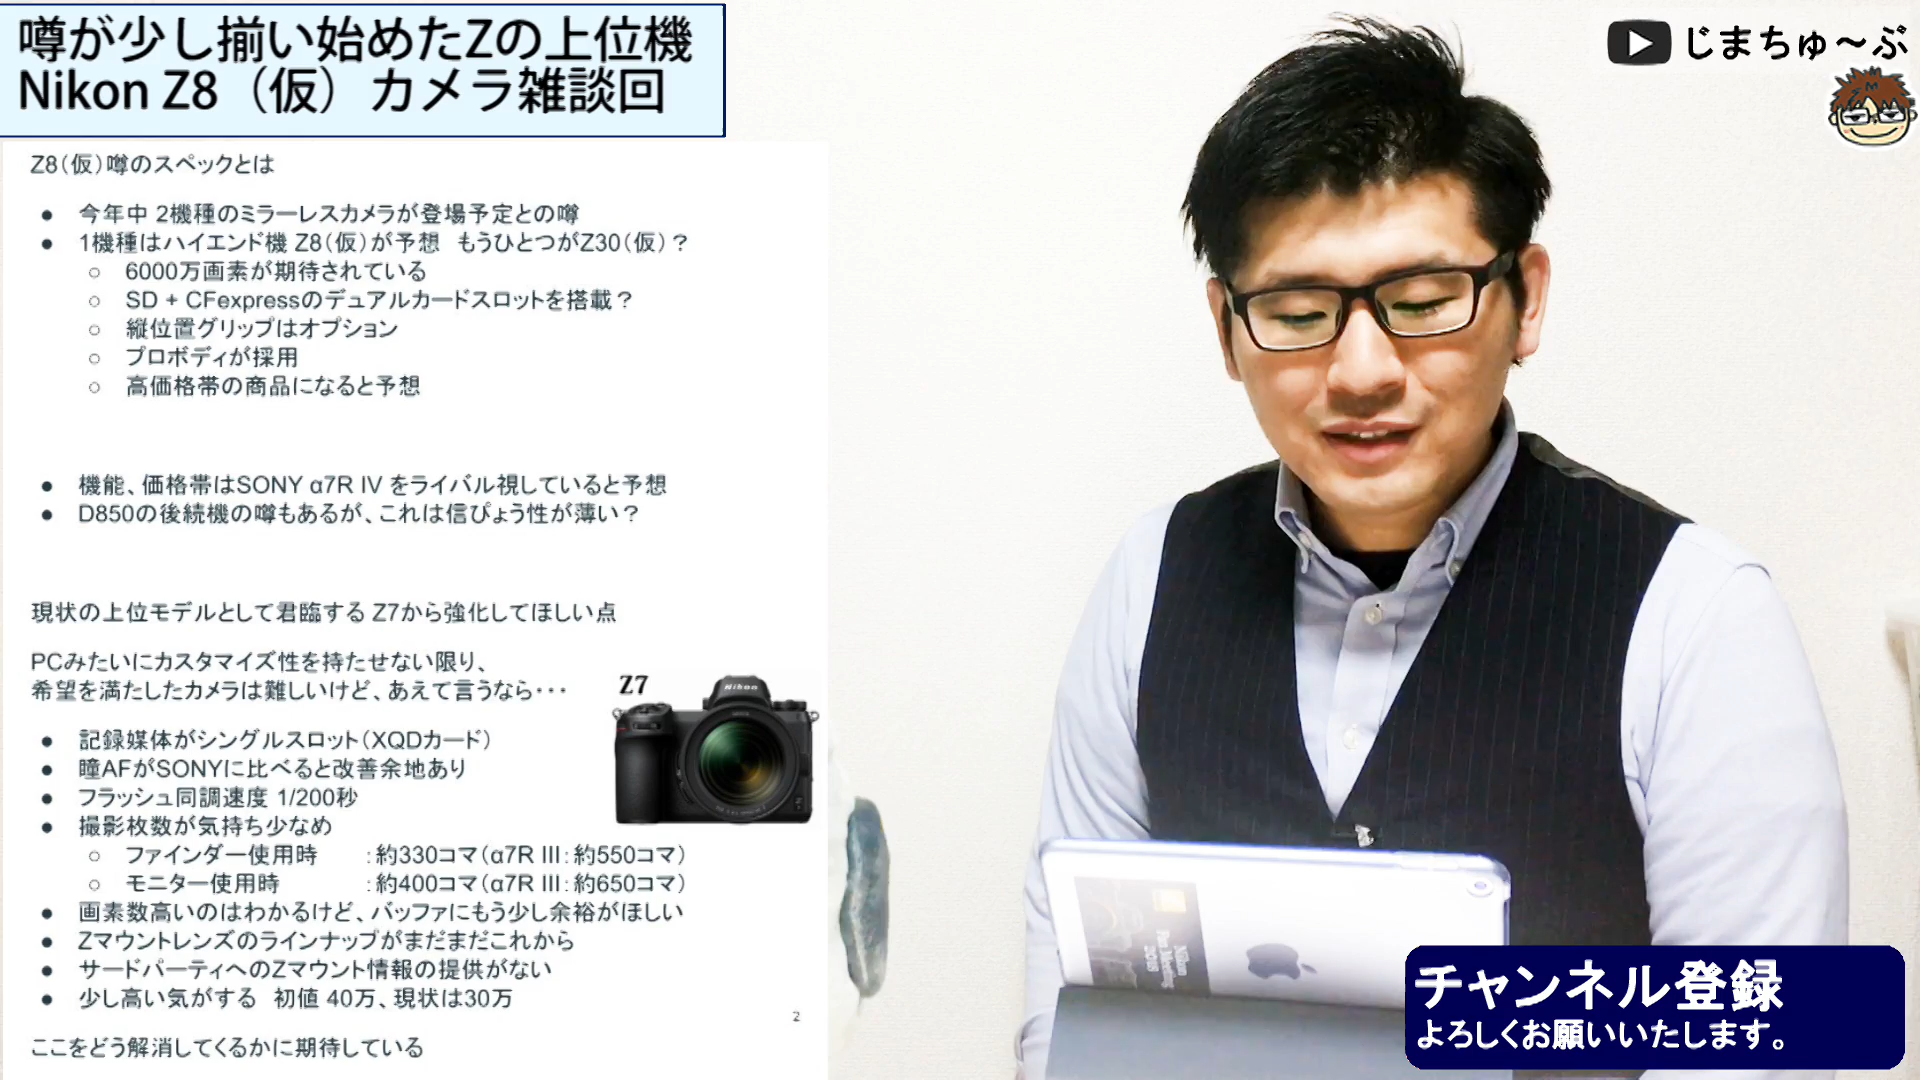 噂が少し揃い始めたZの上位機
Nikon Z8（仮）カメラ雑談回
じまちゅ～ぶ
Z8（仮）噂のスペックとは
● 今年中 2機種のミラーレスカメラが登場予定との噂
● 1機種はハイエンド機 Z8（仮）が予想　もうひとつがZ30（仮）？
○ 6000万画素が期待されている
○ SD + CFexpressのデュアルカードスロットを搭載？
○ 縦位置グリップはオプション
○ プロボディが採用
○ 高価格帯の商品になると予想
● 機能、価格帯はSONY α7R IV をライバル視していると予想
● D850の後続機の噂もあるが、これは信ぴょう性が薄い？
現状の上位モデルとして君臨する Z7から強化してほしい点
PCみたいにカスタマイズ性を持たせない限り、
希望を満たしたカメラは難しいけど、あえて言うなら・・・
Z7
Nikon
● 記録媒体がシングルスロット（XQDカード）
● 瞳AFがSONYに比べると改善余地あり
● フラッシュ同調速度 1/200秒
● 撮影枚数が気持ち少なめ
○ ファインダー使用時　：約330コマ（α7R III：約550コマ）
○ モニター使用時　：約400コマ（α7R III：約650コマ）
● 画素数高いのはわかるけど、バッファにもう少し余裕がほしい
● Zマウントレンズのラインナップがまだまだこれから
● サードパーティへのZマウント情報の提供がない
● 少し高い気がする　初値 40万、現状は30万
2
ここをどう解消してくるかに期待している
Nikon
Fan Meeting
2018
チャンネル登録
よろしくお願いいたします。